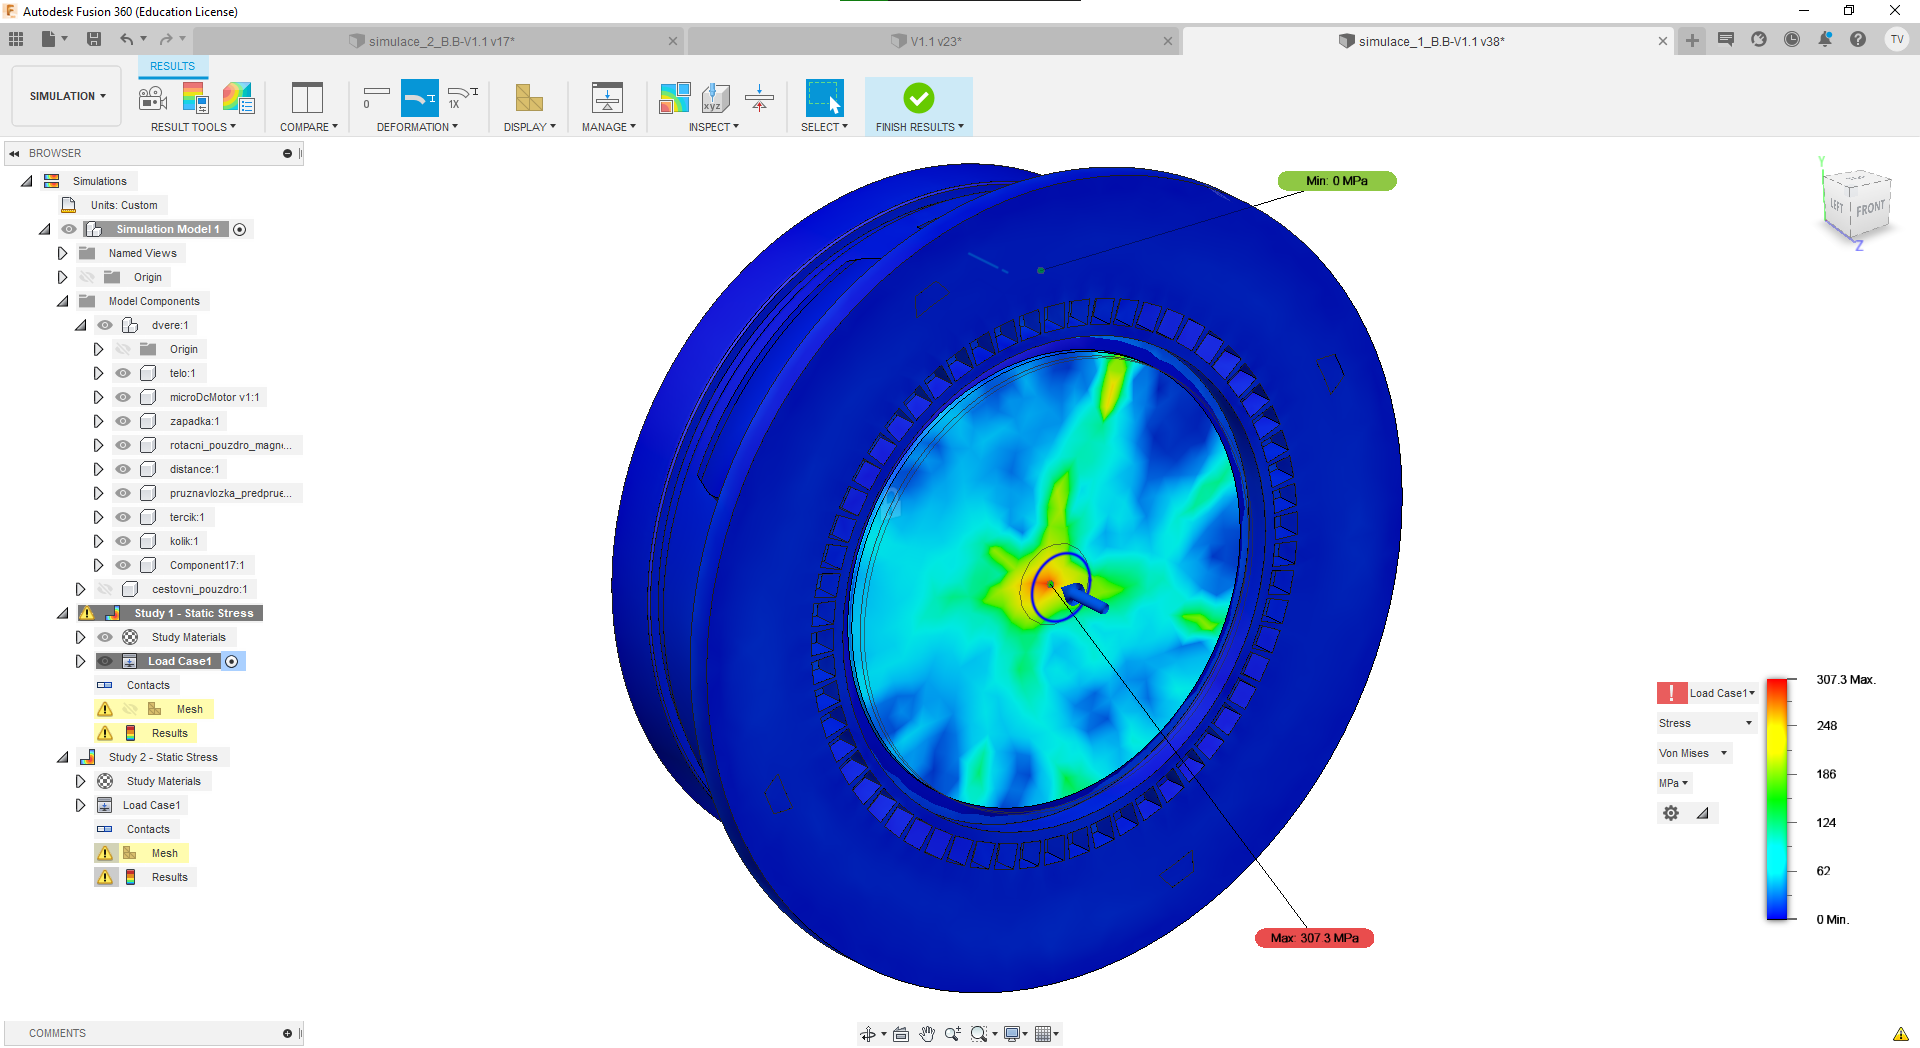 Autodesk Fusion 360 (Education License)
simulace_2_B.B-V1.1 v17*
V1.1 v23*
simulace_1_B.B-V1.1 v38*
TV
RESULTS
SIMULATION
0
1X
xyz
RESULT TOOLS
COMPARE
DEFORMATION
DISPLAY
MANAGE
INSPECT
SELECT
FINISH RESULTS
BROWSER
Simulations
Units: Custom
Simulation Model 1
Named Views
Origin
Model Components
dvere:1
Origin
telo:1
microDcMotor v1:1
zapadka:1
rotacni_pouzdro_magn...
distance:1
pruznavlozka_predprue...
tercik:1
kolik:1
Component17:1
cestovni_pouzdro:1
Study 1 - Static Stress
Study Materials
Load Case1
Contacts
Mesh
Results
Study 2 - Static Stress
Study Materials
Load Case1
Contacts
Mesh
Results
COMMENTS
Min: 0 MPa
Max: 307.3 MPa
Y
TOP
LEFT
FRONT
Z
Load Case1
Stress
Von Mises
MPa
307.3 Max.
248
186
124
62
0 Min.